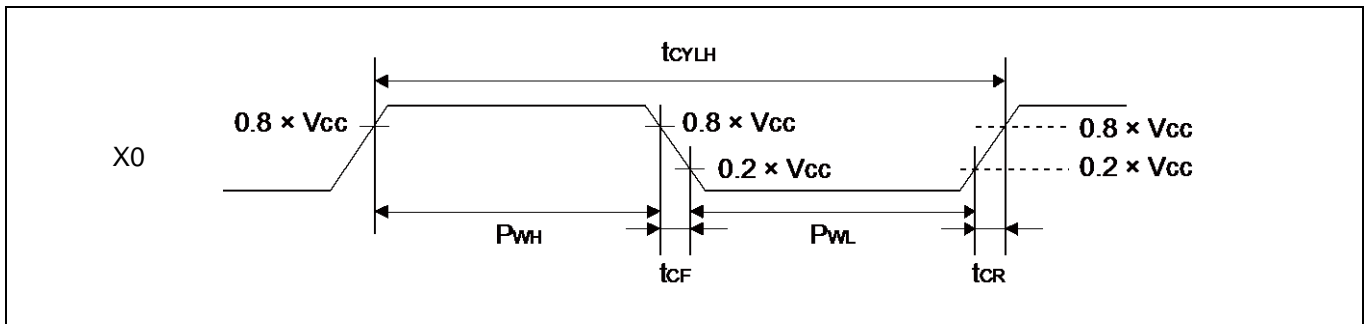 tCYLH
0.8 × Vcc
0.8 × Vcc
0.8 × Vcc
X0
0.2 × Vcc
0.2 × Vcc
PWH
PWL
tCF
tCR